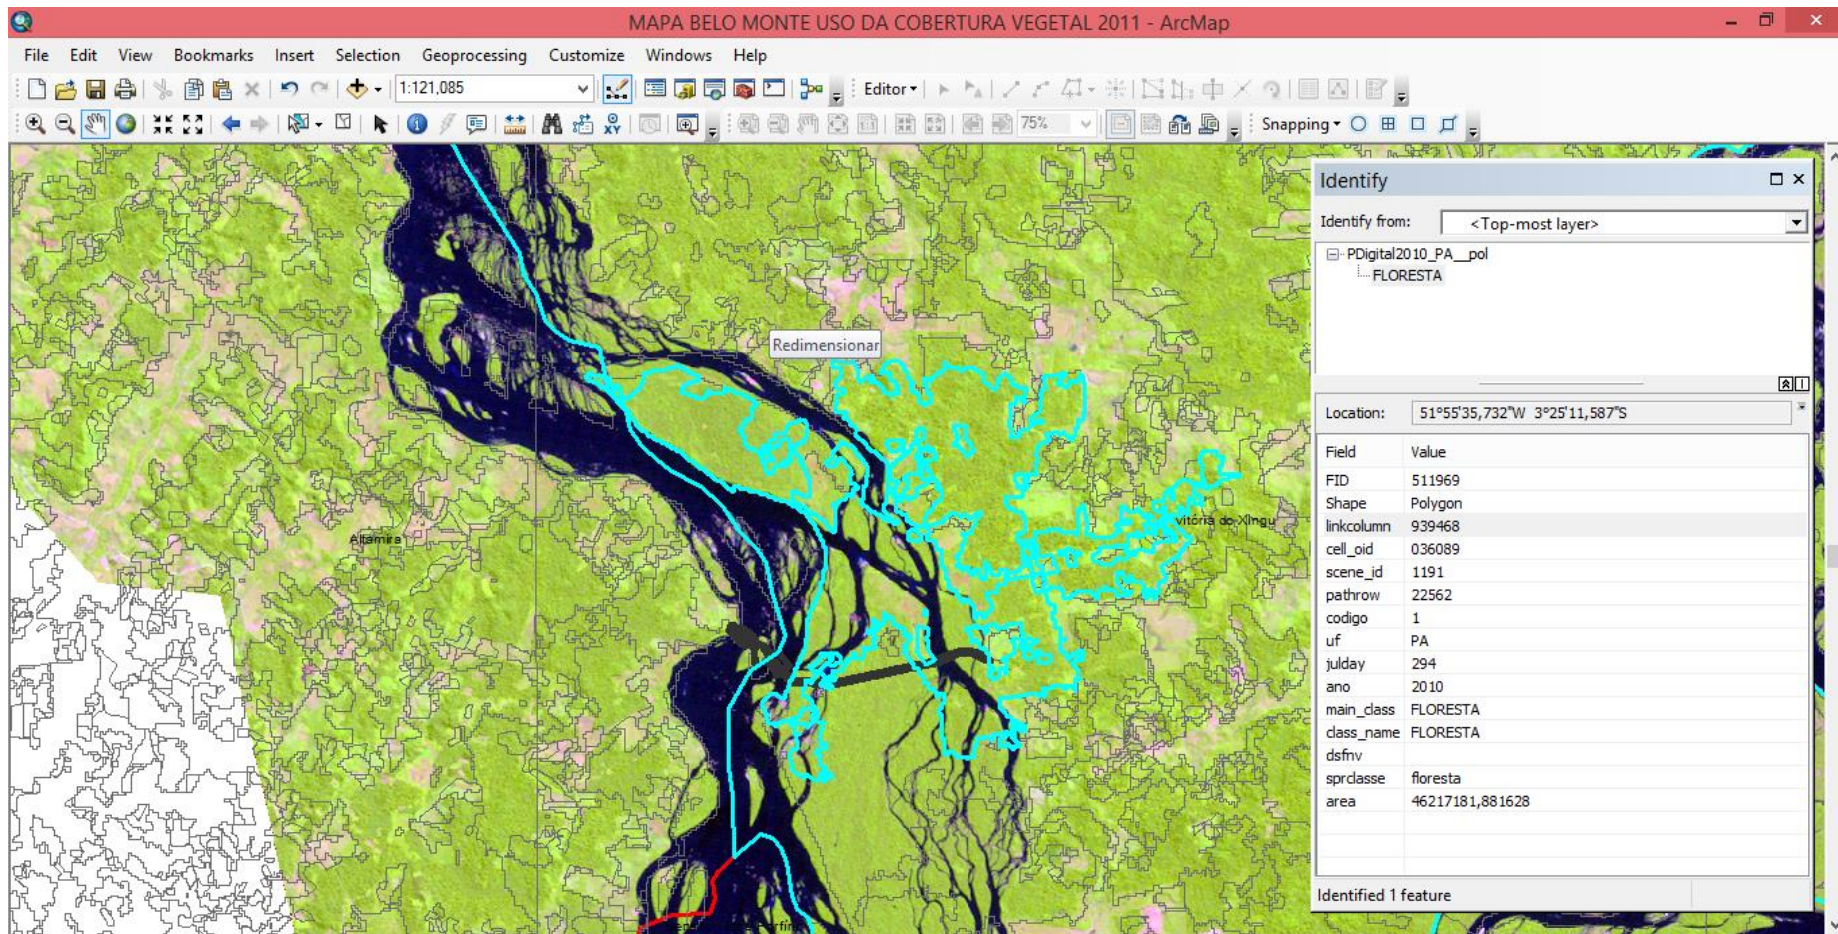 MAPA BELO MONTE USO DA COBERTURA VEGETAL 2011 - ArcMap
File Edit View Bookmarks Insert Selection Geoprocessing Customize Windows Help
1:121,085 Editor
XY 75% Snapping
Identify
Identify from: <Top-most layer>
PDigital2010_PA__pol
FLORESTA
Redimensionar
Location: 51°55'35,732"W 3°25'11,587"S
Field Value
FID 511969
Shape Polygon
linkcolumn 939468
cell_oid 036089
scene_id 1191
pathrow 22562
codigo 1
uf PA
julday 294
ano 2010
main_class FLORESTA
class_name FLORESTA
dsfnv
sprclasse floresta
area 46217181,881628
Identified 1 feature
Altamira
vitória do Xingu